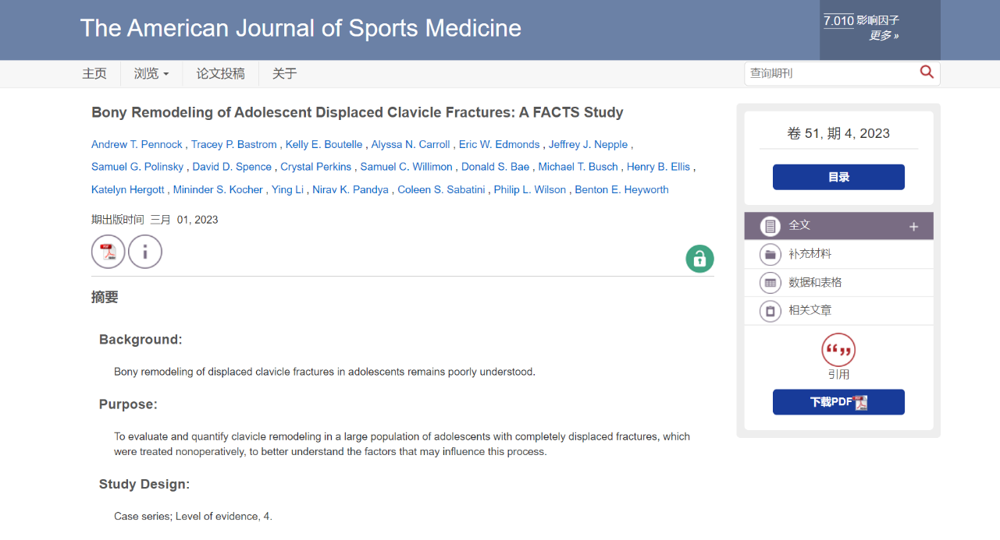 The American Journal of Sports Medicine
7.010 影响因子
更多 »
主页 浏览 论文投稿 关于
查询期刊
Bony Remodeling of Adolescent Displaced Clavicle Fractures: A FACTS Study
Andrew T. Pennock , Tracey P. Bastrom , Kelly E. Boutelle , Alyssa N. Carroll , Eric W. Edmonds , Jeffrey J. Nepple ,
Samuel G. Polinsky , David D. Spence , Crystal Perkins , Samuel C. Willimon , Donald S. Bae , Michael T. Busch , Henry B. Ellis ,
Katelyn Hergott , Mininder S. Kocher , Ying Li , Nirav K. Pandya , Coleen S. Sabatini , Philip L. Wilson , Benton E. Heyworth
期出版时间 三月 01, 2023
PDF
i
摘要
Background:
Bony remodeling of displaced clavicle fractures in adolescents remains poorly understood.
Purpose:
To evaluate and quantify clavicle remodeling in a large population of adolescents with completely displaced fractures, which
were treated nonoperatively, to better understand the factors that may influence this process.
Study Design:
Case series; Level of evidence, 4.
卷 51, 期 4, 2023
目录
全文 +
补充材料
数据和表格
相关文章
引用
下载PDF